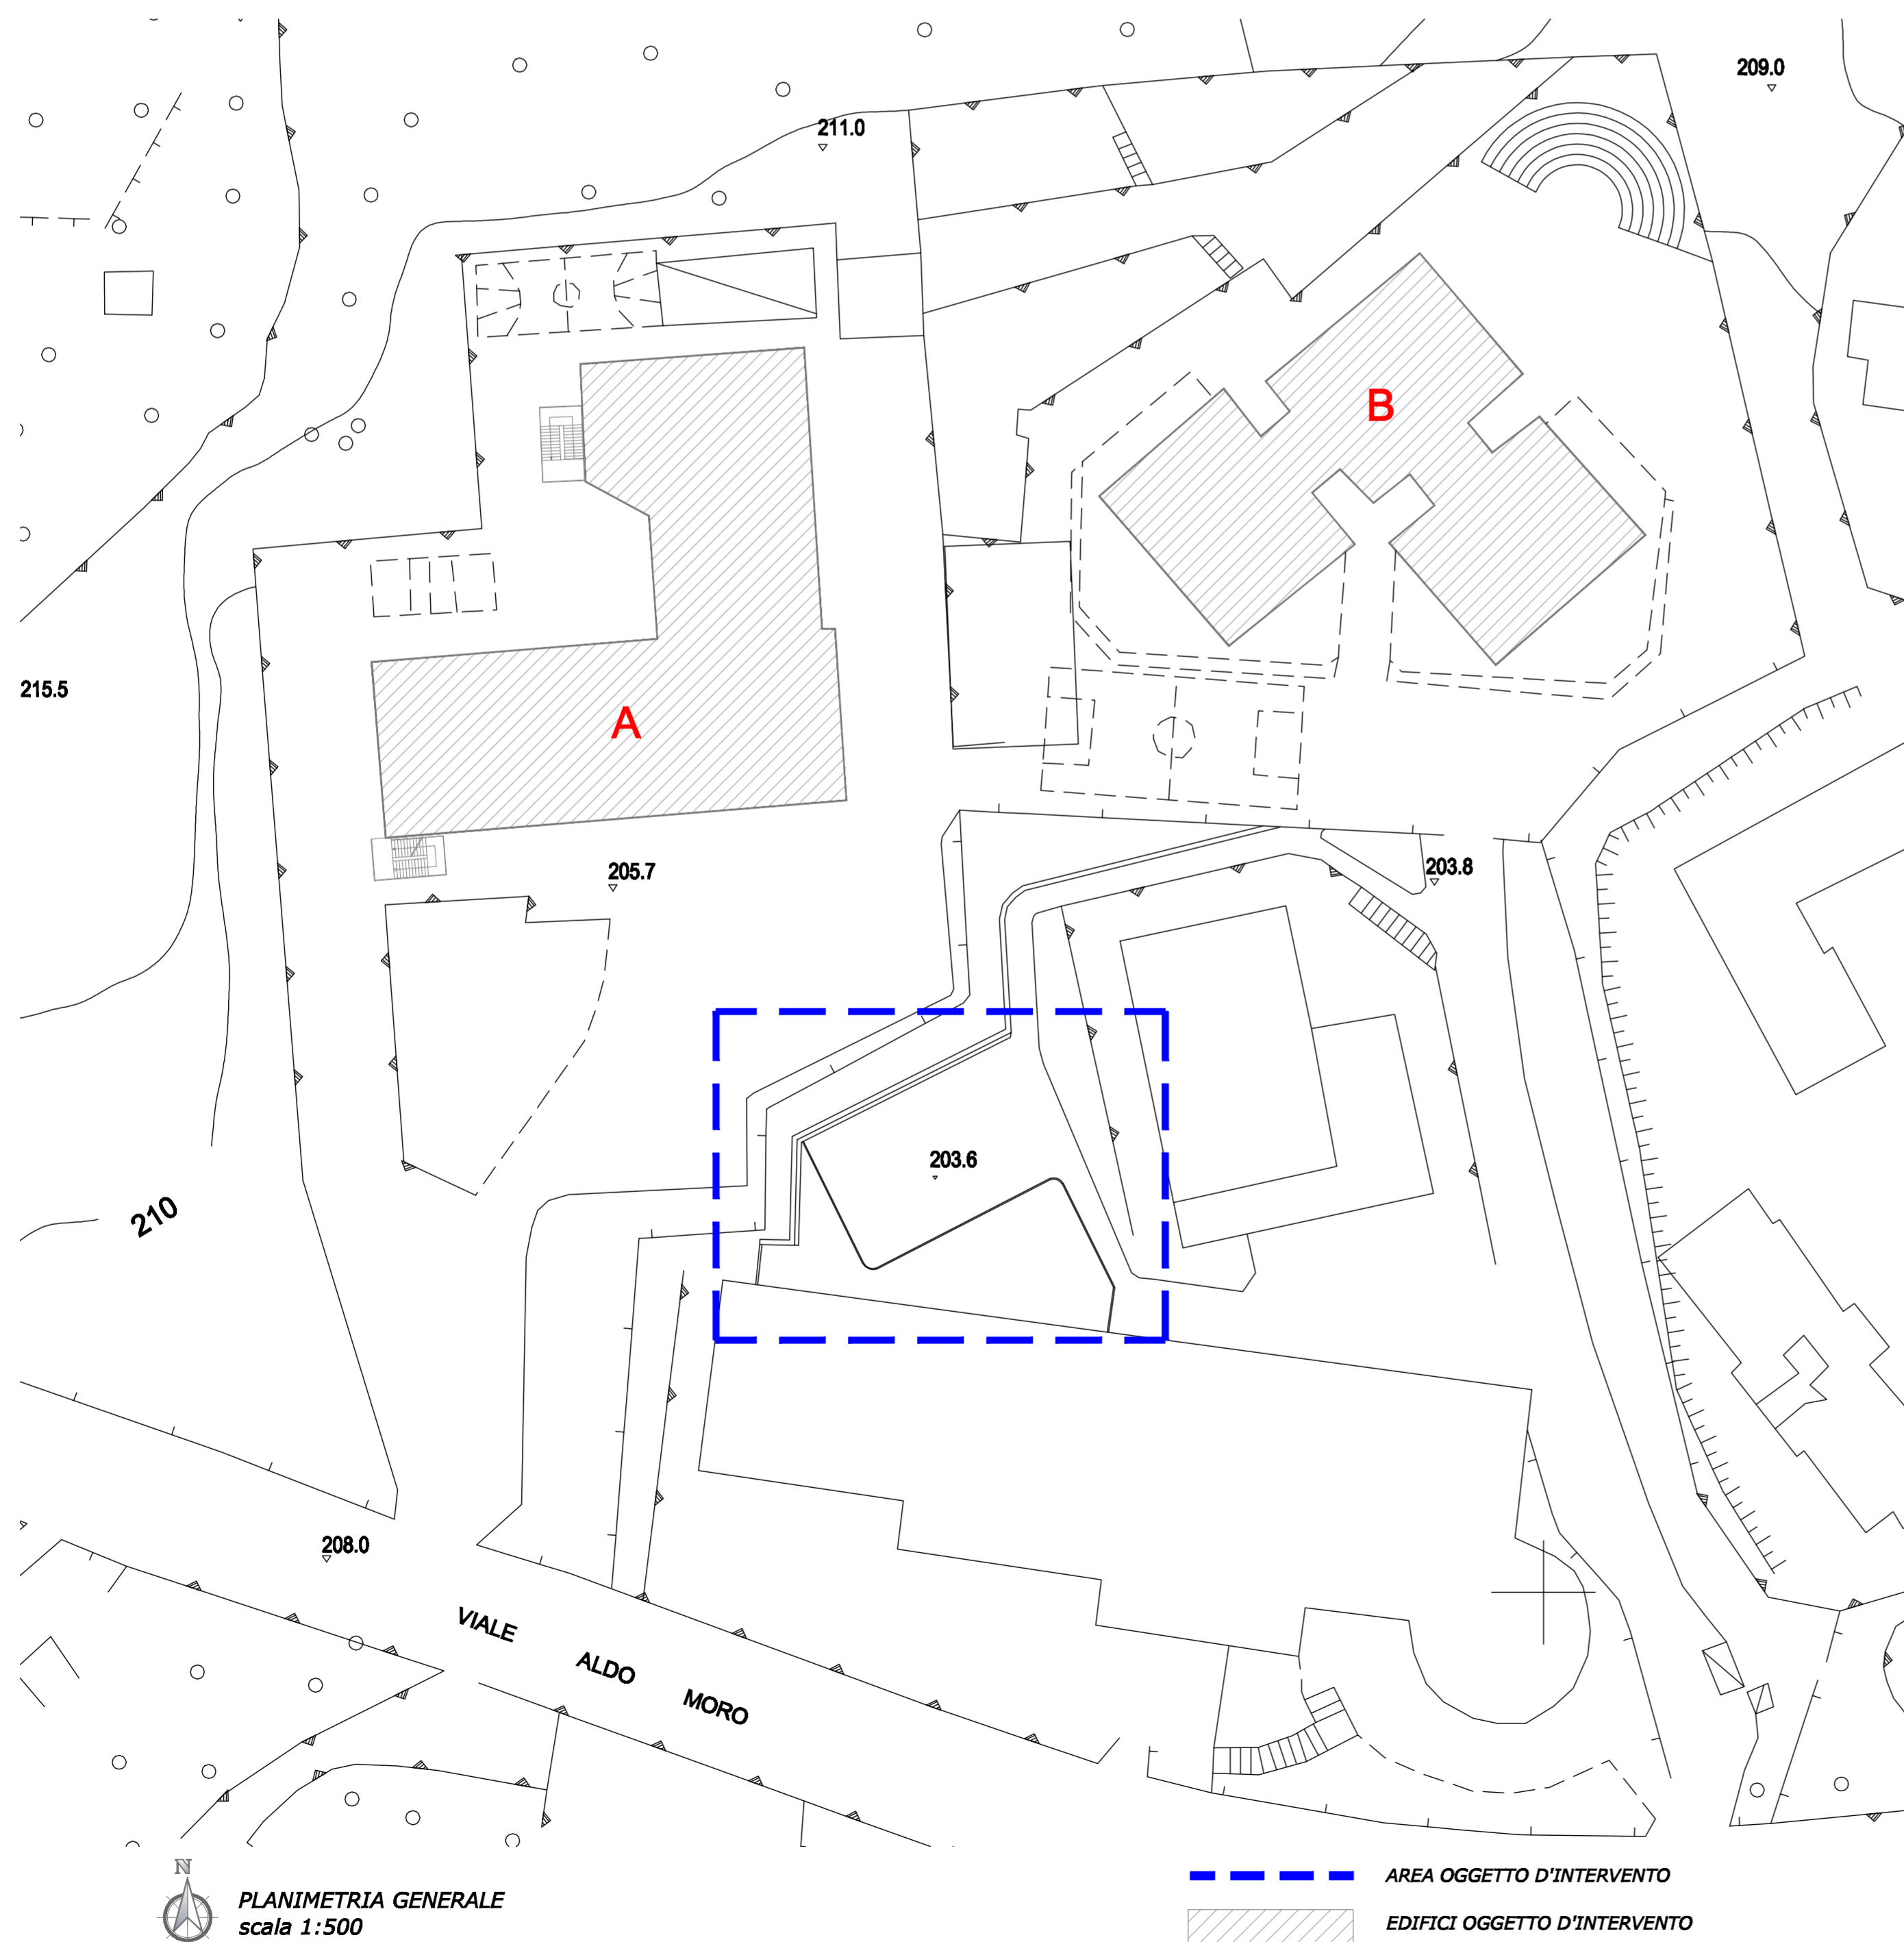 209.0
211.0
B
215.5
A
205.7
203.8
203.6
210
208.0
VIALE
ALDO
MORO
N
PLANIMETRIA GENERALE
scala 1:500
AREA OGGETTO D'INTERVENTO
EDIFICI OGGETTO D'INTERVENTO